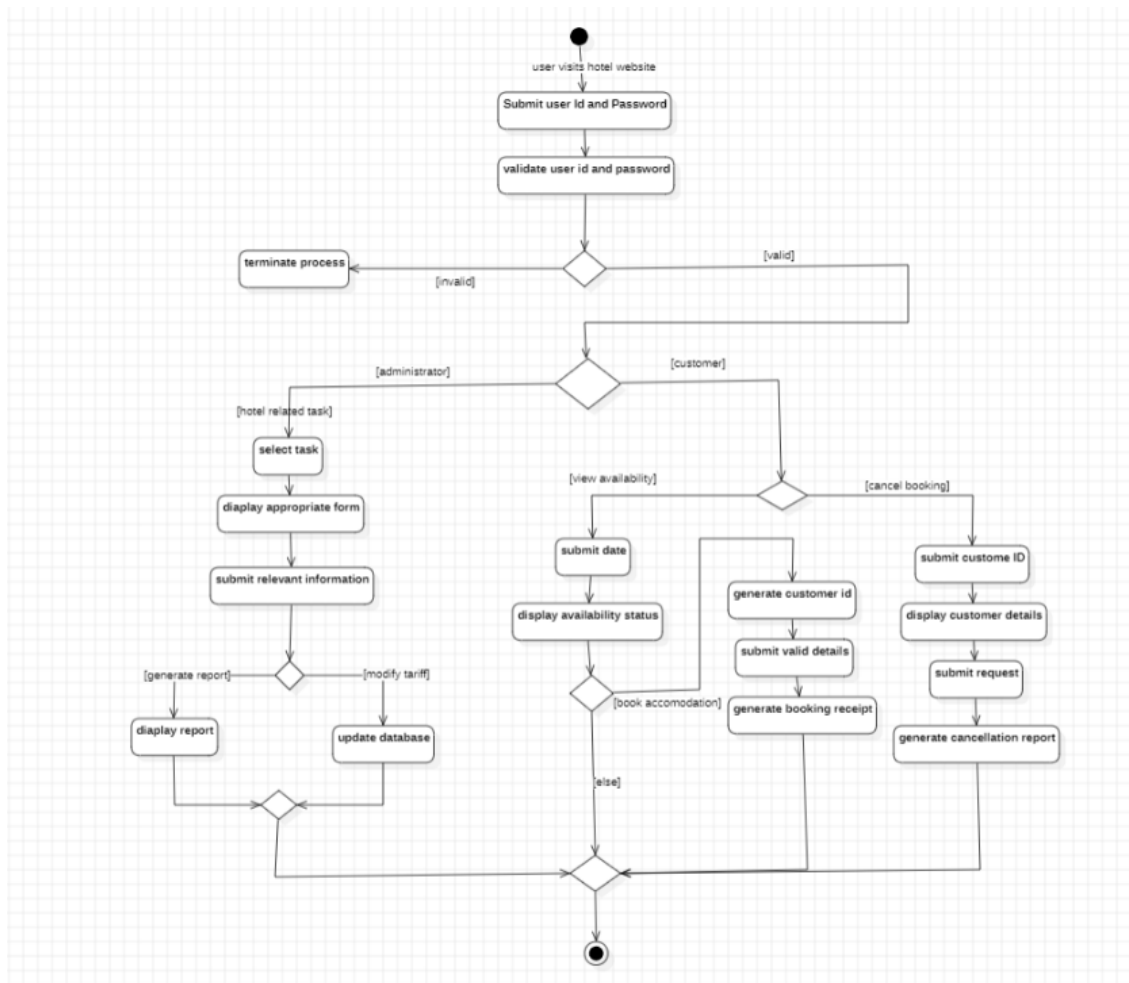 user visits hotel website
Submit user Id and Password
validate user id and password
[valid]
terminate process
[invalid]
[administrator]
[customer]
[hotel related task]
select task
[view availability]
[cancel booking]
diaplay appropriate form
submit date
submit custome ID
submit relevant information
generate customer id
display availability status
display customer details
submit valid details
[generate report]
[modify tariff]
submit request
[book accomodation]
generate booking receipt
diaplay report
update database
generate cancellation report
[else]